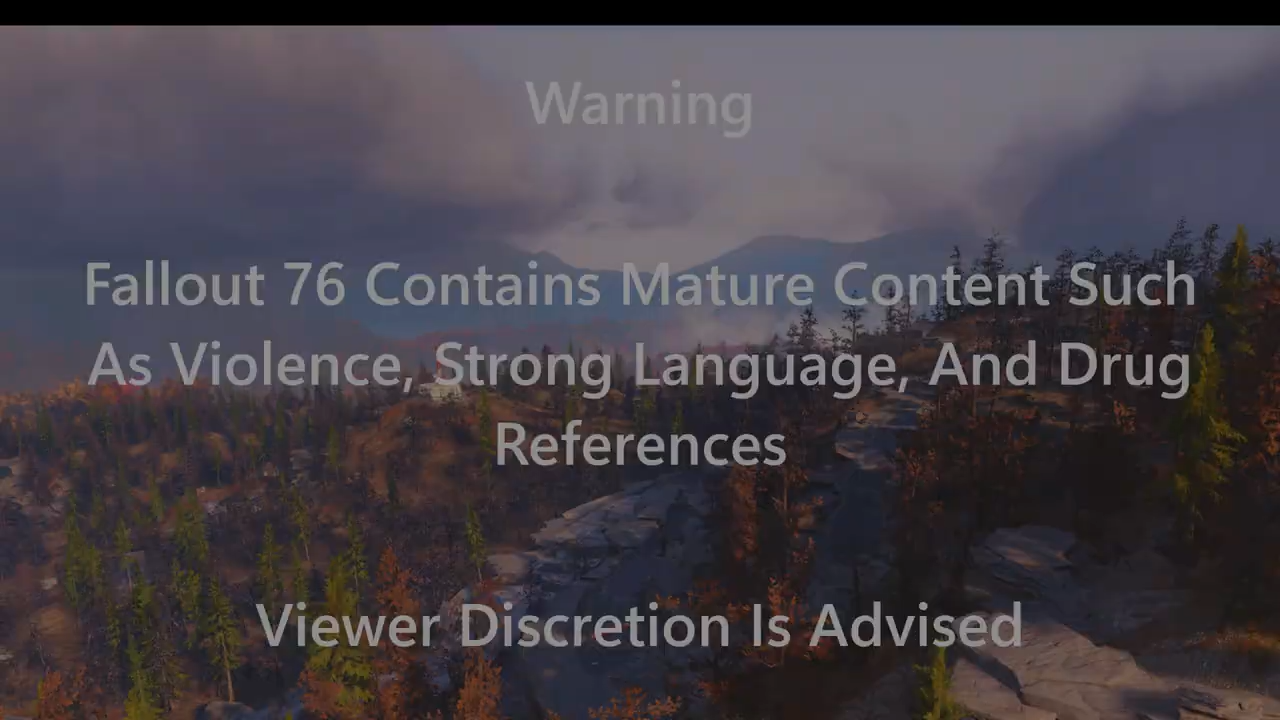 Warning
Fallout 76 Contains Mature Content Such
As Violence, Strong Language, And Drug
References
Viewer Discretion Is Advised